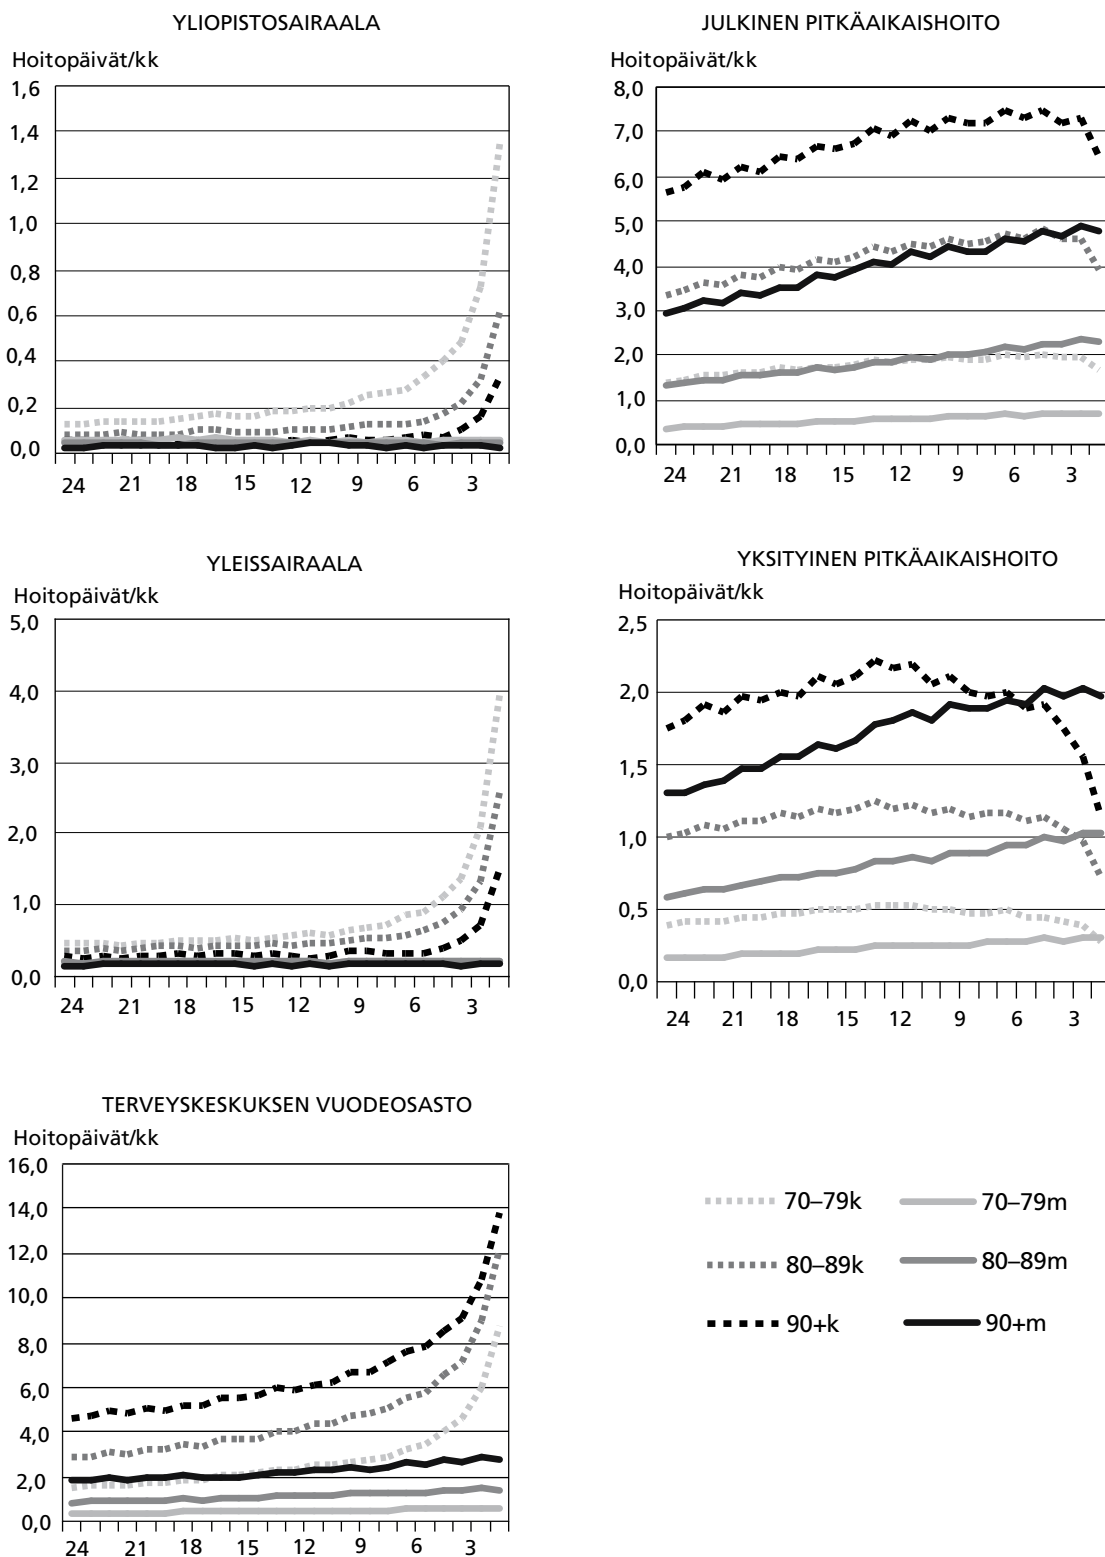 YLIOPISTOSAIRAALA
Hoitopäivät/kk
1,6
1,4
1,2
1,0
0,8
0,6
0,4
0,2
0,0
24 21 18 15 12 9 6 3
JULKINEN PITKÄAIKAISHOITO
Hoitopäivät/kk
8,0
7,0
6,0
5,0
4,0
3,0
2,0
1,0
0,0
24 21 18 15 12 9 6 3
YLEISSAIRAALA
Hoitopäivät/kk
5,0
4,0
3,0
2,0
1,0
0,0
24 21 18 15 12 9 6 3
YKSITYINEN PITKÄAIKAISHOITO
Hoitopäivät/kk
2,5
2,0
1,5
1,0
0,5
0,0
24 21 18 15 12 9 6 3
TERVEYSKESKUKSEN VUODEOSASTO
Hoitopäivät/kk
16,0
14,0
12,0
10,0
8,0
6,0
4,0
2,0
0,0
24 21 18 15 12 9 6 3
70–79k 70–79m
80–89k 80–89m
90+k 90+m